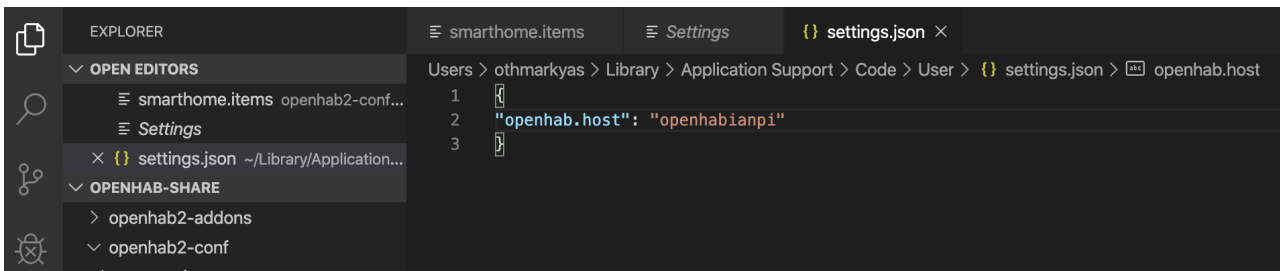 EXPLORER
OPEN EDITORS
smarthome.items openhab2-conf...
Settings
settings.json ~/Library/Application...
OPENHAB-SHARE
openhab2-addons
openhab2-conf
smarthome.items
Settings
{} settings.json ×
Users > othmarkyas > Library > Application Support > Code > User > {} settings.json > abc openhab.host
1 {
2 "openhab.host": "openhabianpi"
3 }